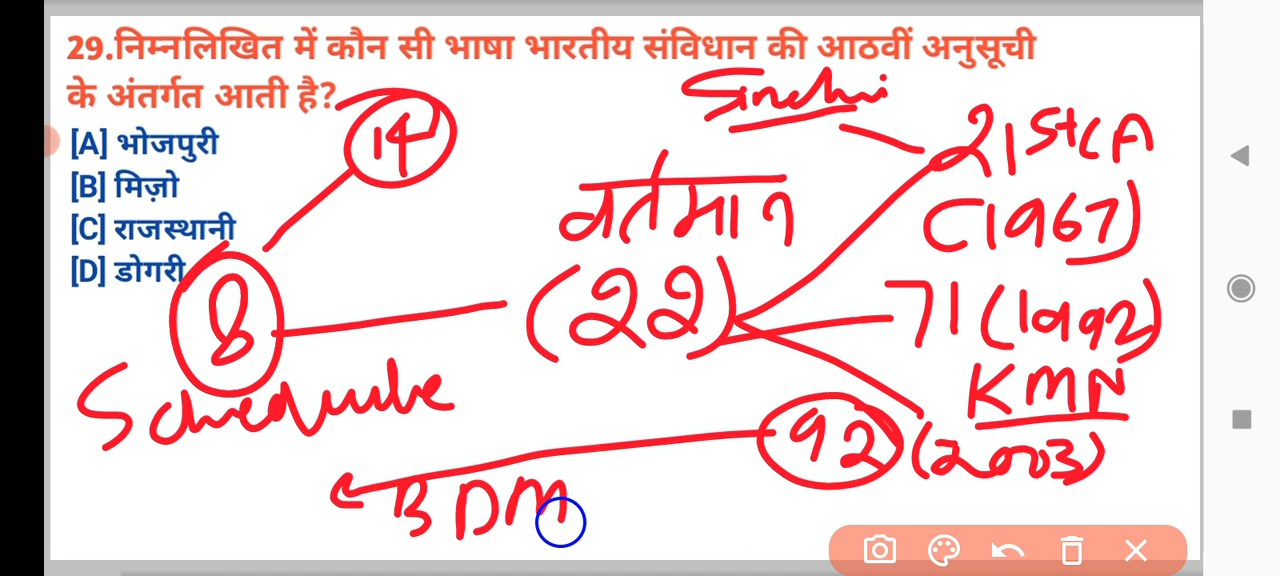 29.निम्नलिखित में कौन सी भाषा भारतीय संविधान की आठवीं अनुसूची
के अंतर्गत आती है?
[A] भोजपुरी
[B] मिज़ो
[C] राजस्थानी
[D] डोगरी
14
Sindhi
21st CA
(1967)
वर्तमान
(22)
8
Schedule
71 (1992)
KMN
92 (2003)
BDM